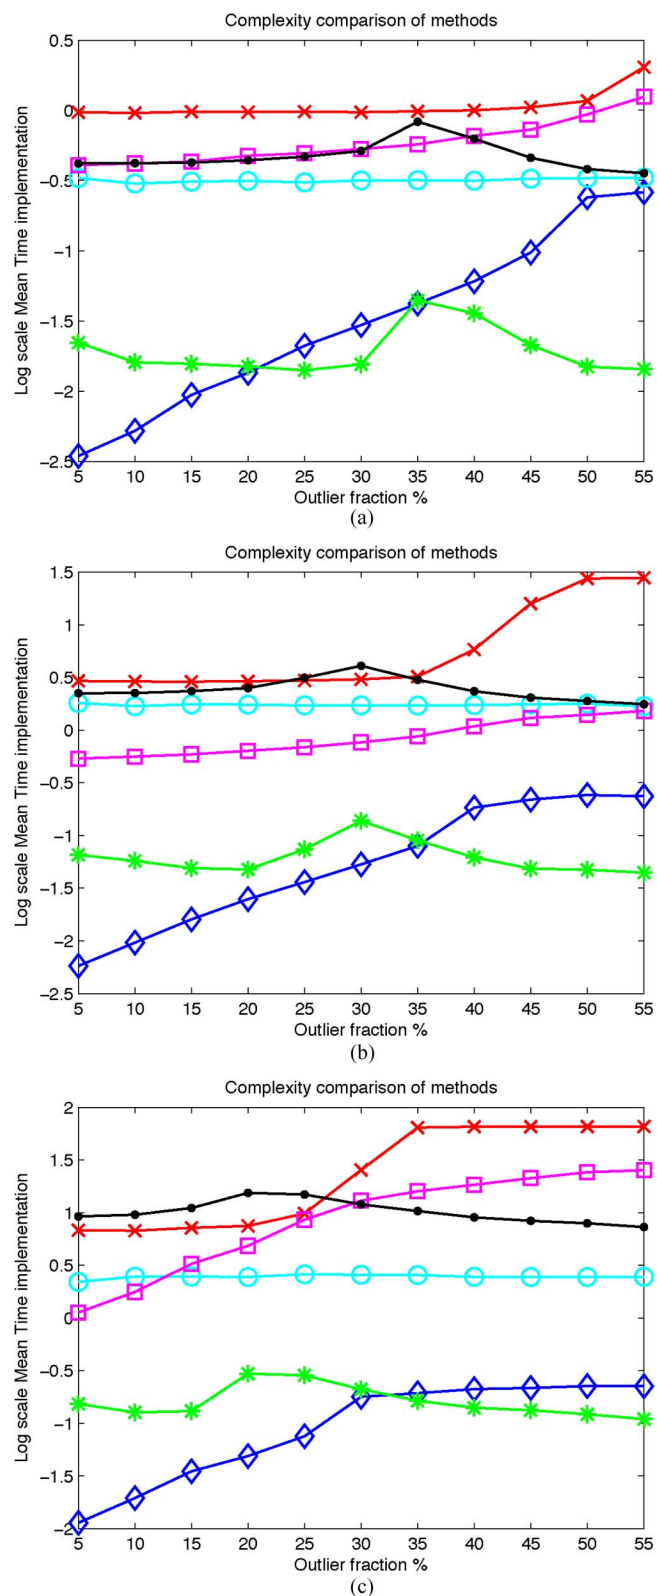 Complexity comparison of methods
0.5
0
−0.5
−1
−1.5
−2
−2.5
Log scale Mean Time implementation
5 10 15 20 25 30 35 40 45 50 55
Outlier fraction %
(a)
Complexity comparison of methods
1.5
1
0.5
0
−0.5
−1
−1.5
−2
−2.5
Log scale Mean Time implementation
5 10 15 20 25 30 35 40 45 50 55
Outlier fraction %
(b)
Complexity comparison of methods
2
1.5
1
0.5
0
−0.5
−1
−1.5
−2
Log scale Mean Time implementation
5 10 15 20 25 30 35 40 45 50 55
Outlier fraction %
(c)